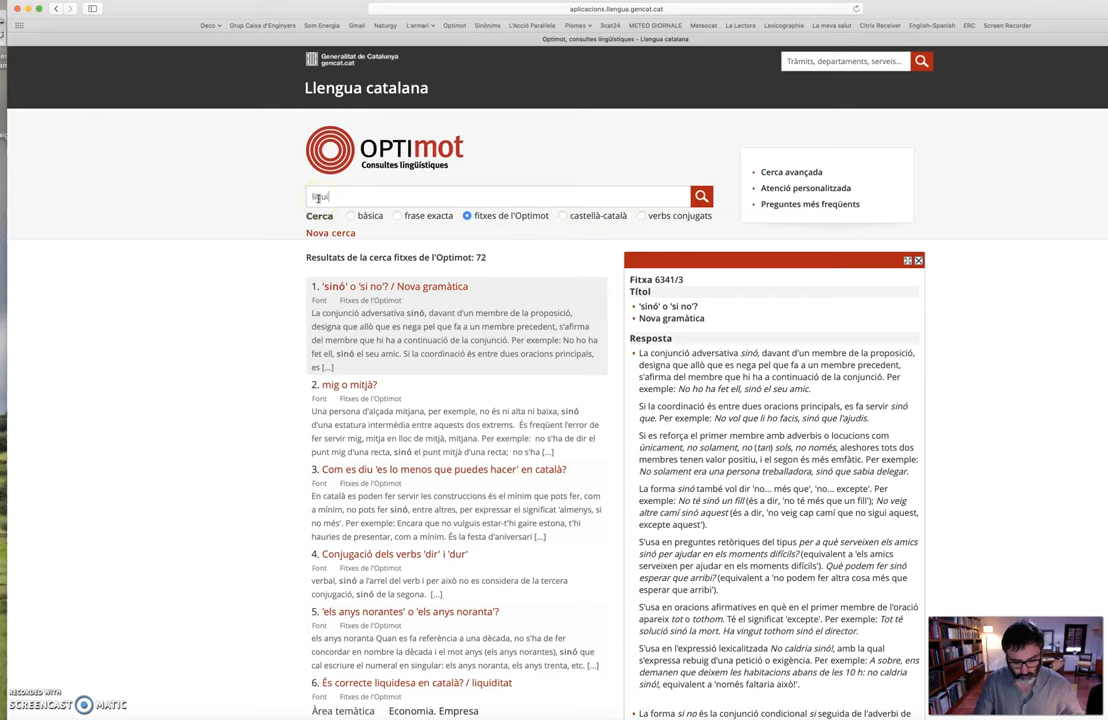 aplicacions.llengua.gencat.cat
Deco
Grup Caixa d'Enginyers
Som Energia
Gmail
Naturgy
L'armari
Optimot
Sinònims
L'Acció Paral·lela
Piomes
Scat24
METEO GIORNALE
Meteocat
La Lectora
Lexicographie
La meva salut
Citrix Receiver
English-Spanish
ERC
Screen Recorder
Optimot, consultes lingüístiques - Llengua catalana
Generalitat de Catalunya
gencat.cat
Tràmits, departaments, serveis...
Llengua catalana
OPTIMOT
Consultes lingüístiques
Cerca avançada
Atenció personalitzada
Preguntes més freqüents
Cerca bàsica frase exacta fitxes de l'Optimot castellà-català verbs conjugats
Nova cerca
Resultats de la cerca fitxes de l'Optimot: 72
1. 'sinó' o 'si no'? / Nova gramàtica
Font Fitxes de l'Optimot
La conjunció adversativa sinó, davant d'un membre de la proposició,
designa que allò que es nega pel que fa a un membre precedent, s'afirma
del membre que hi ha a continuació de la conjunció. Per exemple: No ho ha
fet ell, sinó el seu amic. Si la coordinació és entre dues oracions principals,
es [...]
2. mig o mitjà?
Font Fitxes de l'Optimot
Una persona d'alçada mitjana, per exemple, no és ni alta ni baixa, sinó
d'una estatura intermèdia entre aquests dos extrems. És freqüent l'error de
fer servir mig, mitja en lloc de mitjà, mitjana. Per exemple: no s'ha de dir el
punt mig d'una recta, sinó el punt mitjà d'una recta; no s'ha [...]
3. Com es diu 'es lo menos que puedes hacer' en català?
Font Fitxes de l'Optimot
En català es poden fer servir les construccions és el mínim que pots fer, com
a mínim, no pots fer sinó, entre altres, per expressar el significat 'almenys, si
no més'. Per exemple: Encara que no vulguis estar-t'hi gaire estona, t'hi
hauries de presentar, com a mínim. És la festa d'aniversari [...]
4. Conjugació dels verbs 'dir' i 'dur'
Font Fitxes de l'Optimot
verbal, sinó a l'arrel del verb i per això no es considera de la tercera
conjugació, sinó de la segona. [...]
5. 'els anys norantes' o 'els anys noranta'?
Font Fitxes de l'Optimot
els anys noranta Quan es fa referència a una dècada, no s'ha de fer
concordar en nombre la dècada i el mot anys (els anys norantes), sinó que
cal escriure el numeral en singular: els anys noranta, els anys trenta, etc. [...]
6. És correcte liquidesa en català? / liquiditat
Font Fitxes de l'Optimot
Àrea temàtica Economia. Empresa
Fitxa 6341/3
Títol
'sinó' o 'si no'?
Nova gramàtica
Resposta
La conjunció adversativa sinó, davant d'un membre de la proposició,
designa que allò que es nega pel que fa a un membre precedent,
s'afirma del membre que hi ha a continuació de la conjunció. Per
exemple: No ho ha fet ell, sinó el seu amic.
Si la coordinació és entre dues oracions principals, es fa servir sinó
que. Per exemple: No vol que li ho facis, sinó que l'ajudis.
Si es reforça el primer membre amb adverbis o locucions com
únicament, no solament, no (tan) sols, no només, aleshores tots dos
membres tenen valor positiu, i el segon és més emfàtic. Per exemple:
No solament era una persona treballadora, sinó que sabia delegar.
La forma sinó també vol dir 'no... més que', 'no... excepte'. Per
exemple: No té sinó un fill (és a dir, 'no té més que un fill'); No veig
altre camí sinó aquest (és a dir, 'no veig cap camí que no sigui aquest,
excepte aquest').
S'usa en preguntes retòriques del tipus per a què serveixen els amics
sinó per ajudar en els moments difícils? (equivalent a 'els amics
serveixen per ajudar en els moments difícils'). Què podem fer sinó
esperar que arribi? (equivalent a 'no podem fer altra cosa més que
esperar que arribi').
S'usa en oracions afirmatives en què en el primer membre de l'oració
apareix tot o tothom. Té el significat 'excepte'. Per exemple: Tot té
solució sinó la mort. Ha vingut tothom sinó el director.
S'usa en l'expressió lexicalitzada No caldria sinó!, amb la qual
s'expressa rebuig d'una petició o exigència. Per exemple: A sobre, ens
demanen que deixem les habitacions abans de les 10 h: no caldria
sinó!, equivalent a 'només faltaria això!'.
La forma si no és la conjunció condicional si seguida de l'adverbi de
RECORDED WITH
SCREENCAST MATIC